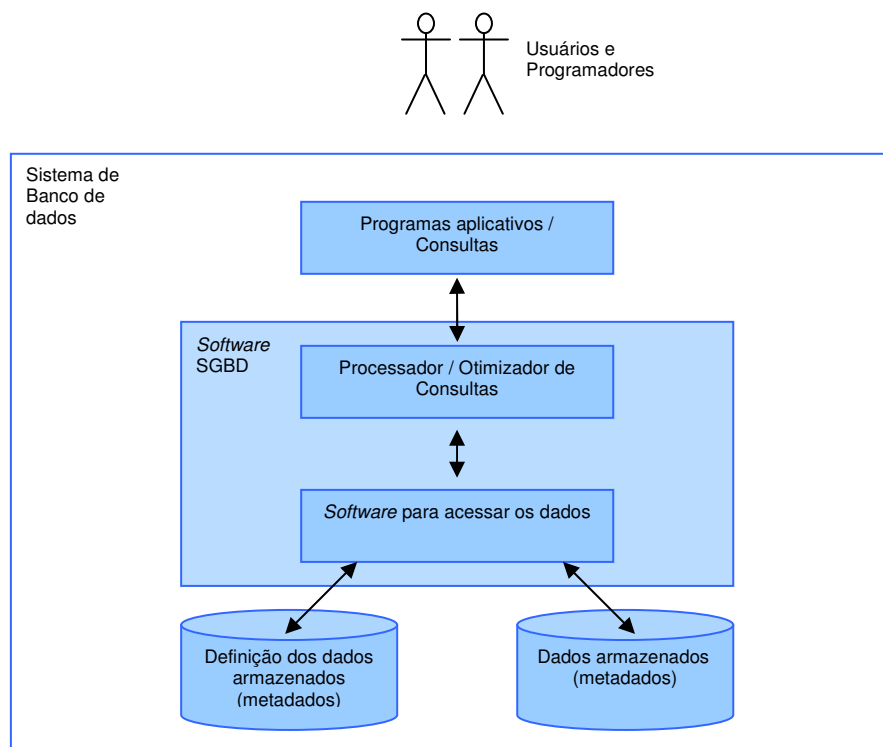 Usuários e
Programadores
Sistema de
Banco de
dados
Programas aplicativos /
Consultas
Software
SGBD
Processador / Otimizador de
Consultas
Software para acessar os dados
Definição dos dados
armazenados
(metadados)
Dados armazenados
(metadados)